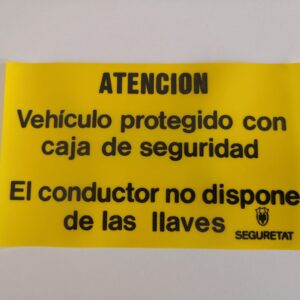 ATENCION
Vehículo protegido con
caja de seguridad
El conductor no dispone
de las llaves
SEGURETAT